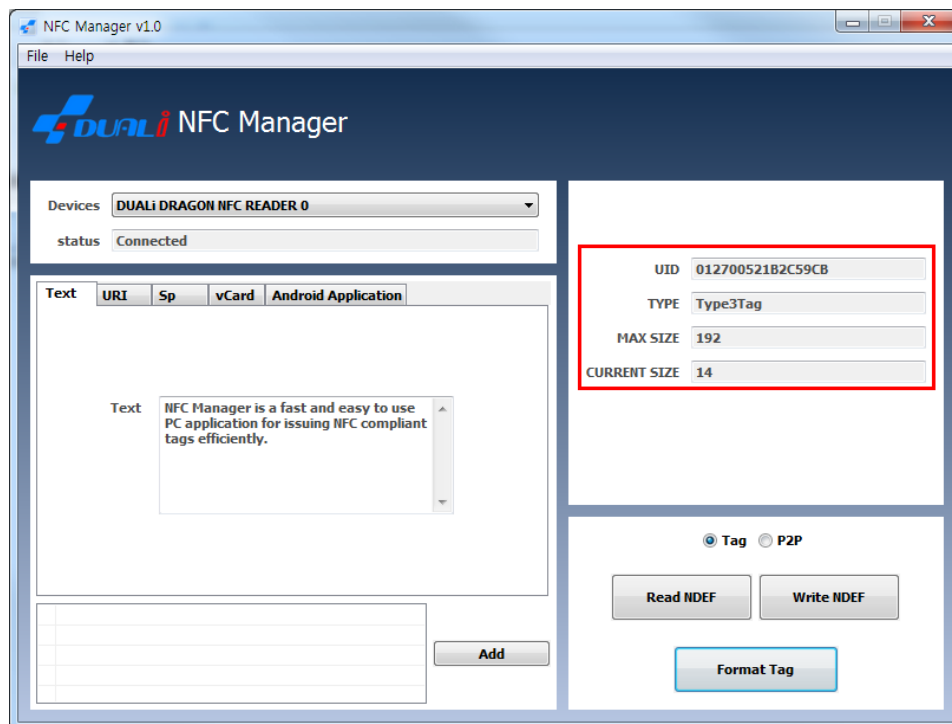 NFC Manager v1.0
File Help
DUALi NFC Manager
Devices DUALi DRAGON NFC READER 0
status Connected
Text URI Sp vCard Android Application
Text NFC Manager is a fast and easy to use
PC application for issuing NFC compliant
tags efficiently.
Add
UID 012700521B2C59CB
TYPE Type3Tag
MAX SIZE 192
CURRENT SIZE 14
Tag P2P
Read NDEF Write NDEF
Format Tag